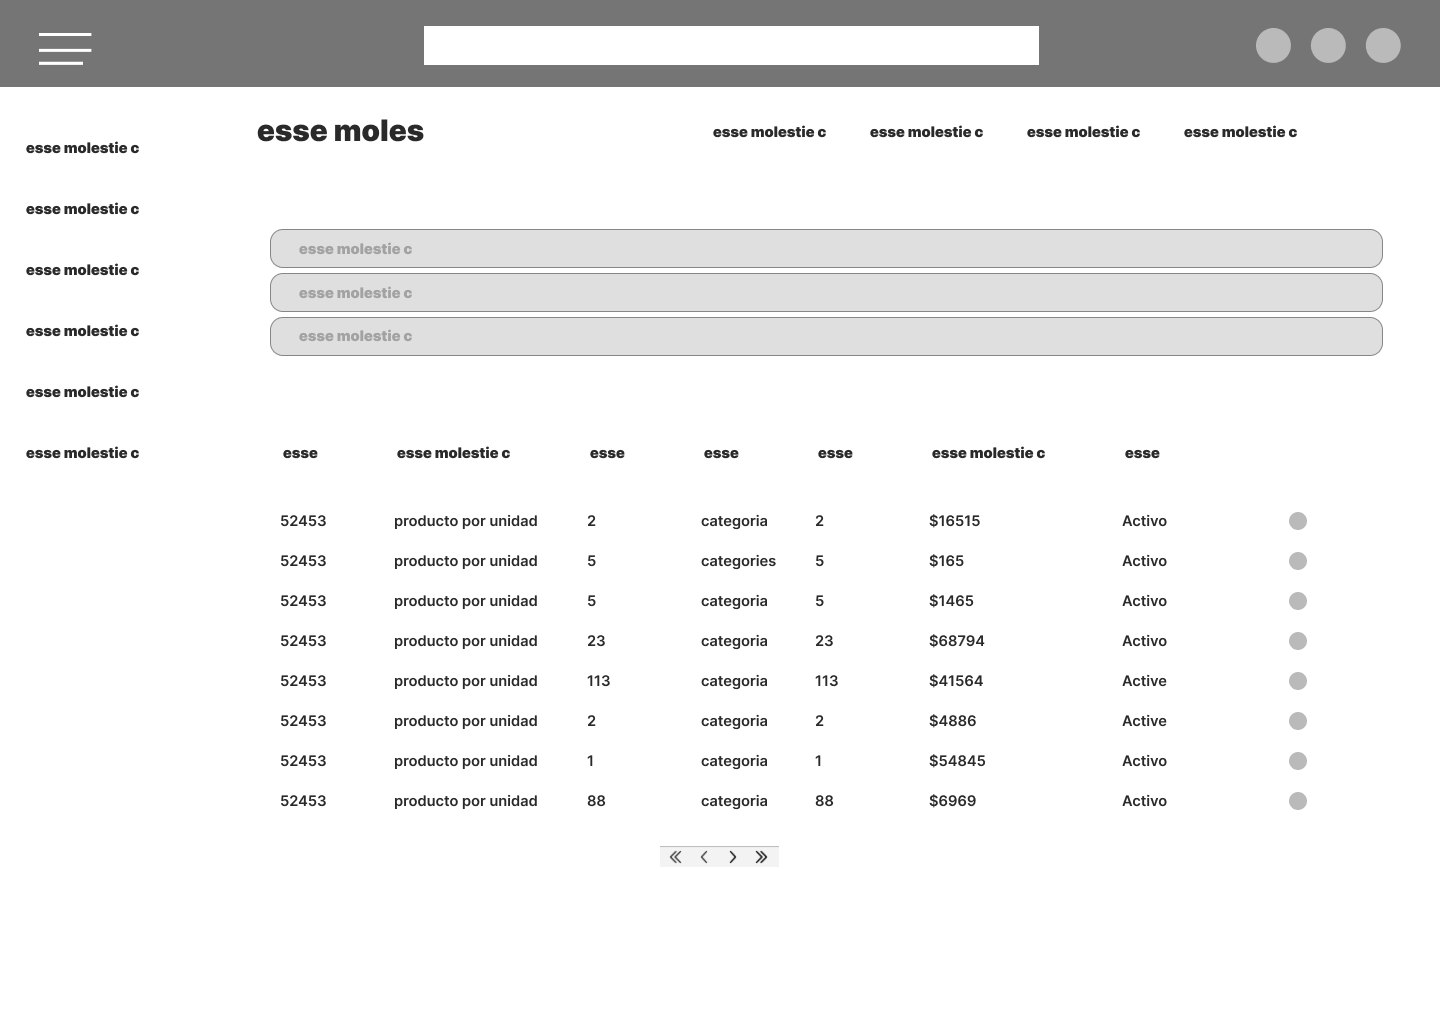 esse moles
esse molestie c esse molestie c esse molestie c esse molestie c
esse molestie c
esse molestie c
esse molestie c
esse molestie c
esse molestie c
esse molestie c
esse molestie c
esse molestie c
esse molestie c
esse esse molestie c esse esse esse esse molestie c esse
52453 producto por unidad 2 categoria 2 $16515 Activo
52453 producto por unidad 5 categories 5 $165 Activo
52453 producto por unidad 5 categoria 5 $1465 Activo
52453 producto por unidad 23 categoria 23 $68794 Activo
52453 producto por unidad 113 categoria 113 $41564 Active
52453 producto por unidad 2 categoria 2 $4886 Active
52453 producto por unidad 1 categoria 1 $54845 Activo
52453 producto por unidad 88 categoria 88 $6969 Activo